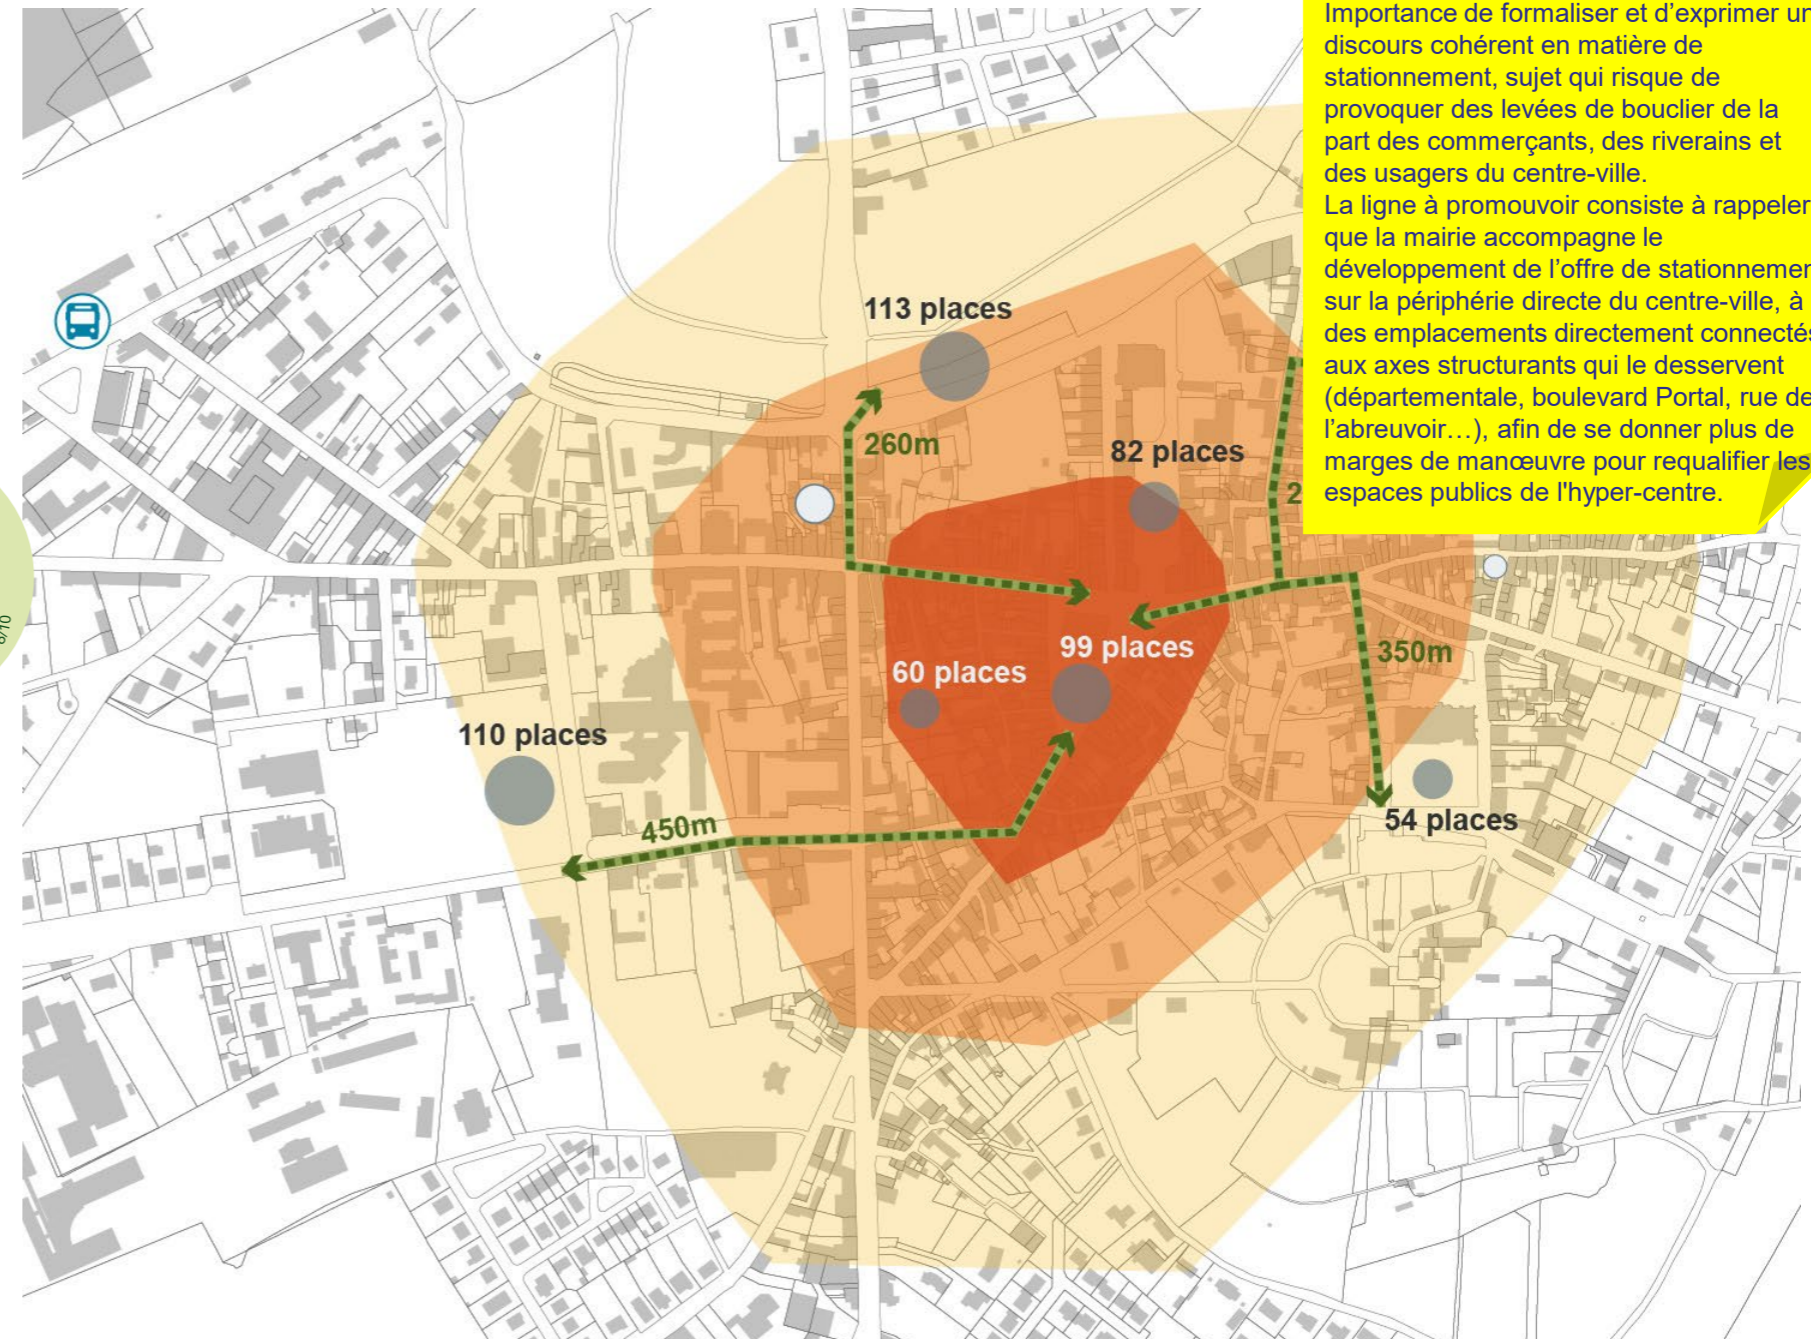 Importance de formaliser et d'exprimer un
discours cohérent en matière de
stationnement, sujet qui risque de
provoquer des levées de bouclier de la
part des commerçants, des riverains et
des usagers du centre-ville.
La ligne à promouvoir consiste à rappeler
que la mairie accompagne le
développement de l'offre de stationnemen
sur la périphérie directe du centre-ville, à
des emplacements directement connectés
aux axes structurants qui le desservent
(départementale, boulevard Portal, rue de
l'abreuvoir…), afin de se donner plus de
marges de manœuvre pour requalifier les
espaces publics de l'hyper-centre.
113 places
260m
82 places
2
99 places
350m
60 places
110 places
450m
54 places